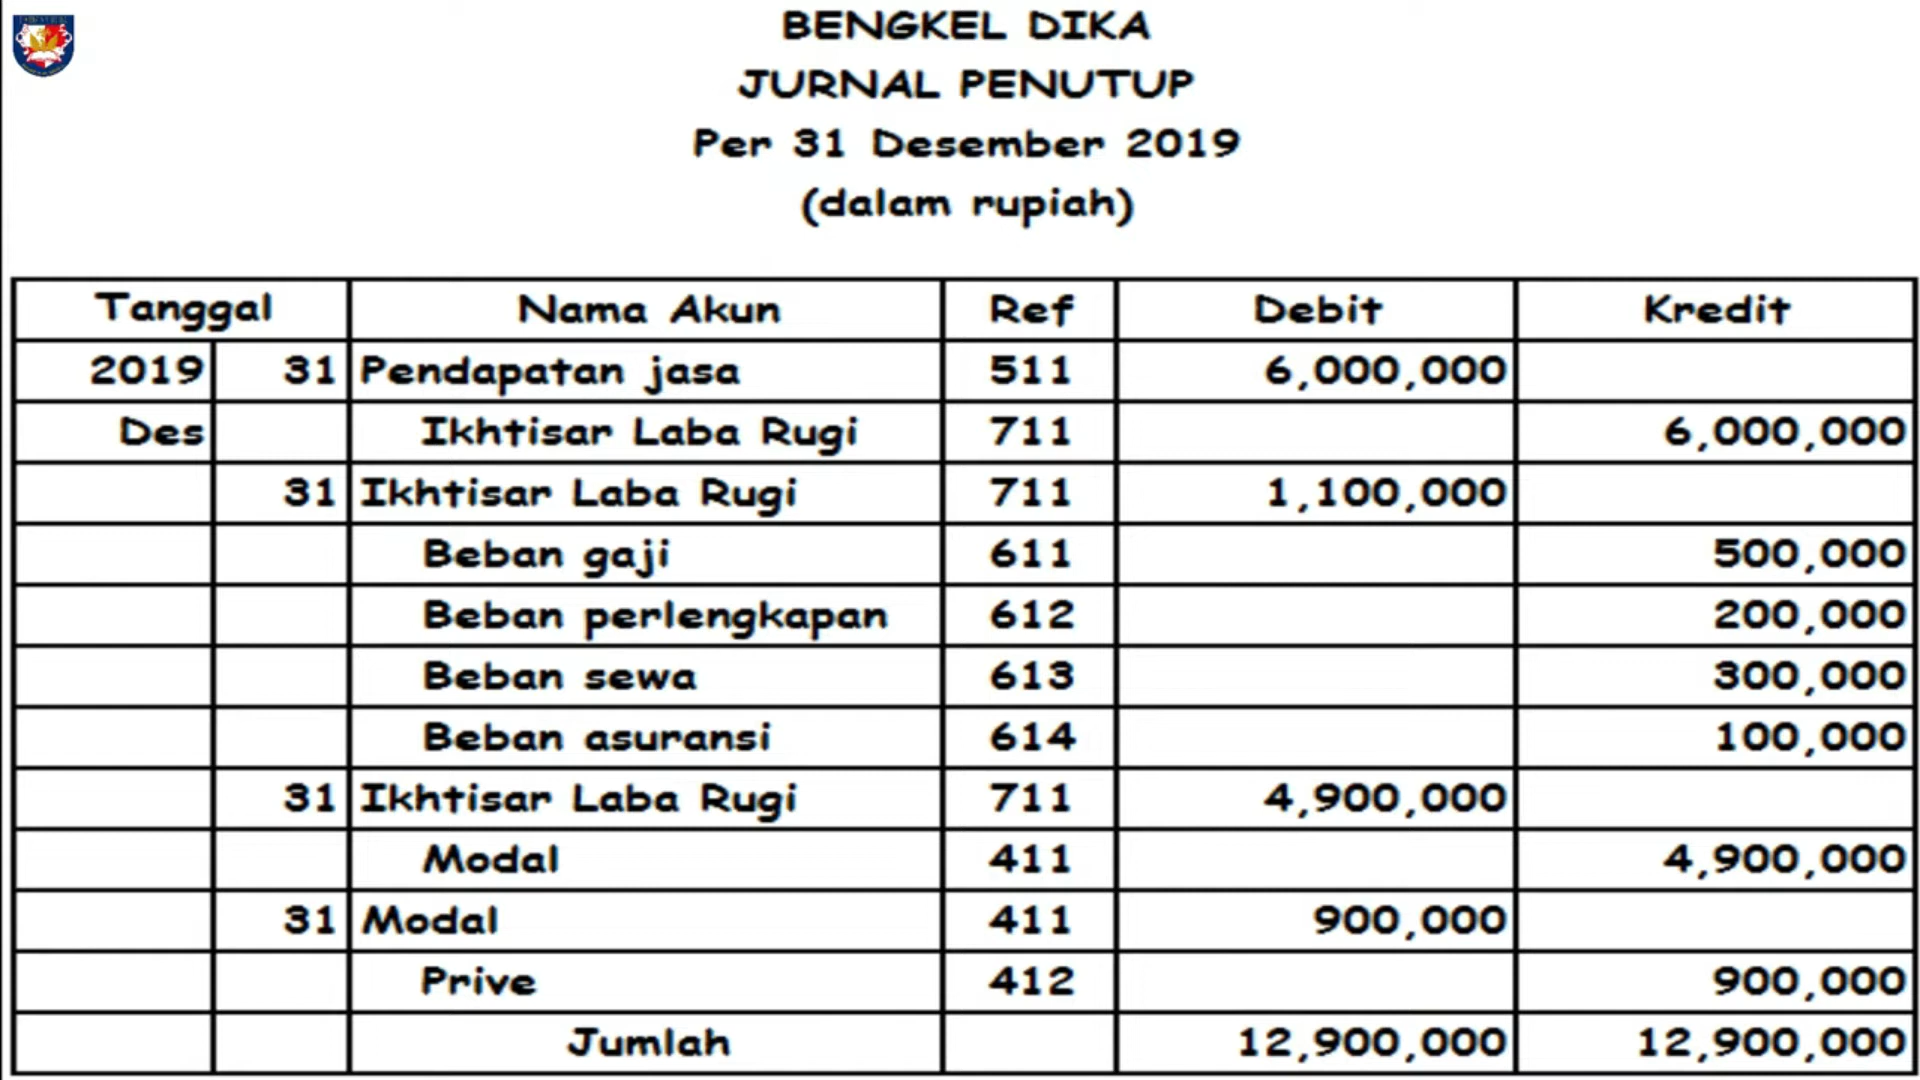 BENGKEL DIKA
JURNAL PENUTUP
Per 31 Desember 2019
(dalam rupiah)
Tanggal Nama Akun Ref Debit Kredit
2019 31 Pendapatan jasa 511 6,000,000
Des Ikhtisar Laba Rugi 711 6,000,000
31 Ikhtisar Laba Rugi 711 1,100,000
Beban gaji 611 500,000
Beban perlengkapan 612 200,000
Beban sewa 613 300,000
Beban asuransi 614 100,000
31 Ikhtisar Laba Rugi 711 4,900,000
Modal 411 4,900,000
31 Modal 411 900,000
Prive 412 900,000
Jumlah 12,900,000 12,900,000